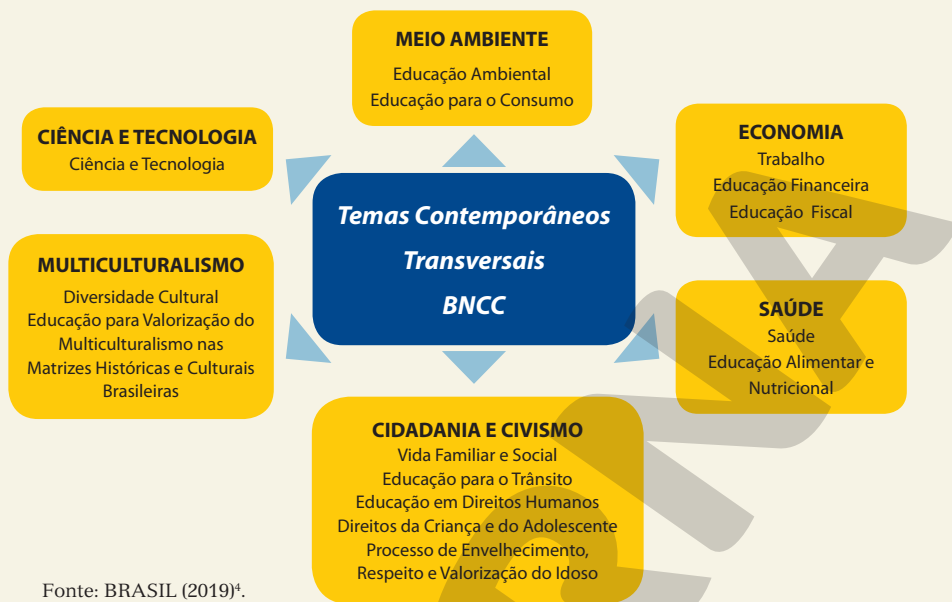 MEIO AMBIENTE
Educação Ambiental
Educação para o Consumo
CIÊNCIA E TECNOLOGIA
Ciência e Tecnologia
ECONOMIA
Trabalho
Educação Financeira
Educação Fiscal
Temas Contemporâneos
Transversais
BNCC
MULTICULTURALISMO
Diversidade Cultural
Educação para Valorização do
Multiculturalismo nas
Matrizes Históricas e Culturais
Brasileiras
SAÚDE
Saúde
Educação Alimentar e
Nutricional
CIDADANIA E CIVISMO
Vida Familiar e Social
Educação para o Trânsito
Educação em Direitos Humanos
Direitos da Criança e do Adolescente
Processo de Envelhecimento,
Respeito e Valorização do Idoso
Fonte: BRASIL (2019)⁴.